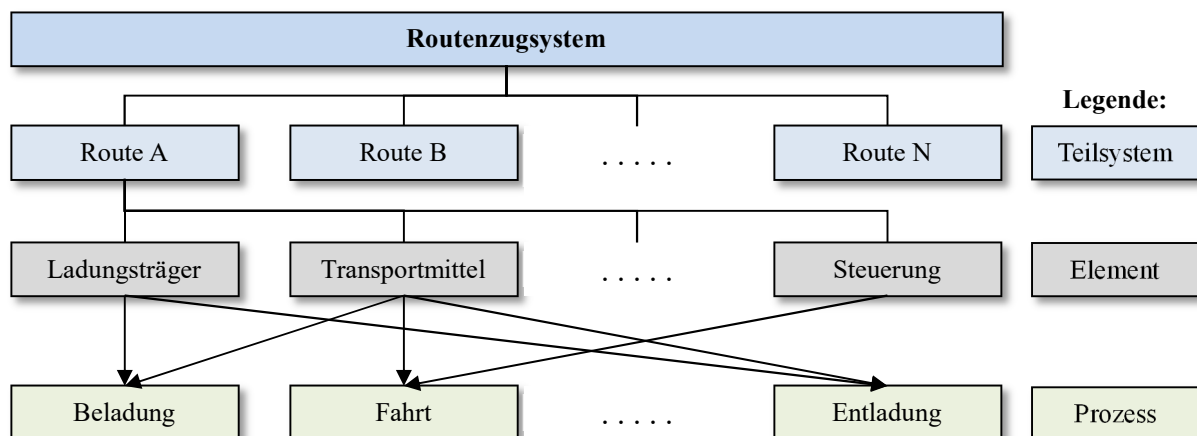 Routenzugsystem
Legende:
Route A
Route B
. . . . .
Route N
Teilsystem
Ladungsträger
Transportmittel
. . . . .
Steuerung
Element
Beladung
Fahrt
. . . . .
Entladung
Prozess